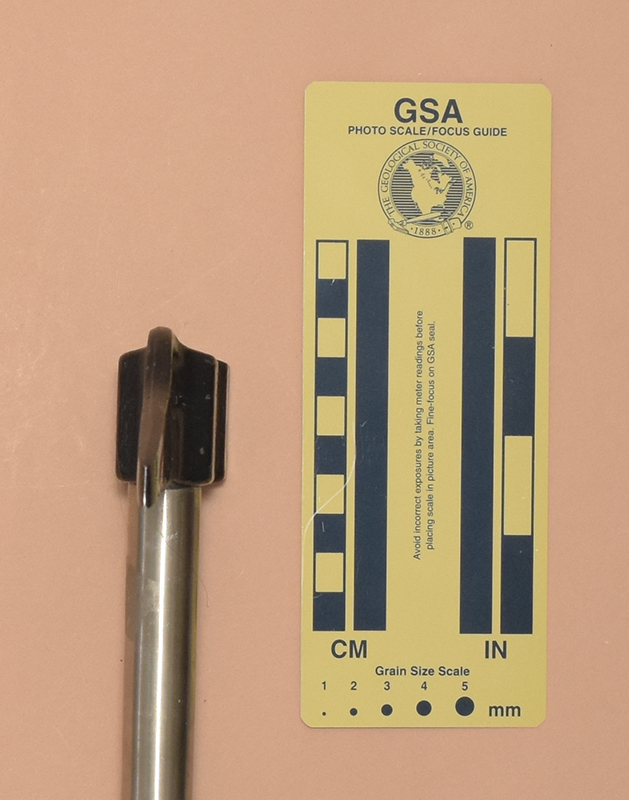 GSA
PHOTO SCALE/FOCUS GUIDE
THE GEOLOGICAL SOCIETY OF AMERICA
·1888·
®
Avoid incorrect exposures by taking meter readings before
placing scale in picture area. Fine-focus on GSA seal.
CM
IN
Grain Size Scale
1 2 3 4 5
mm